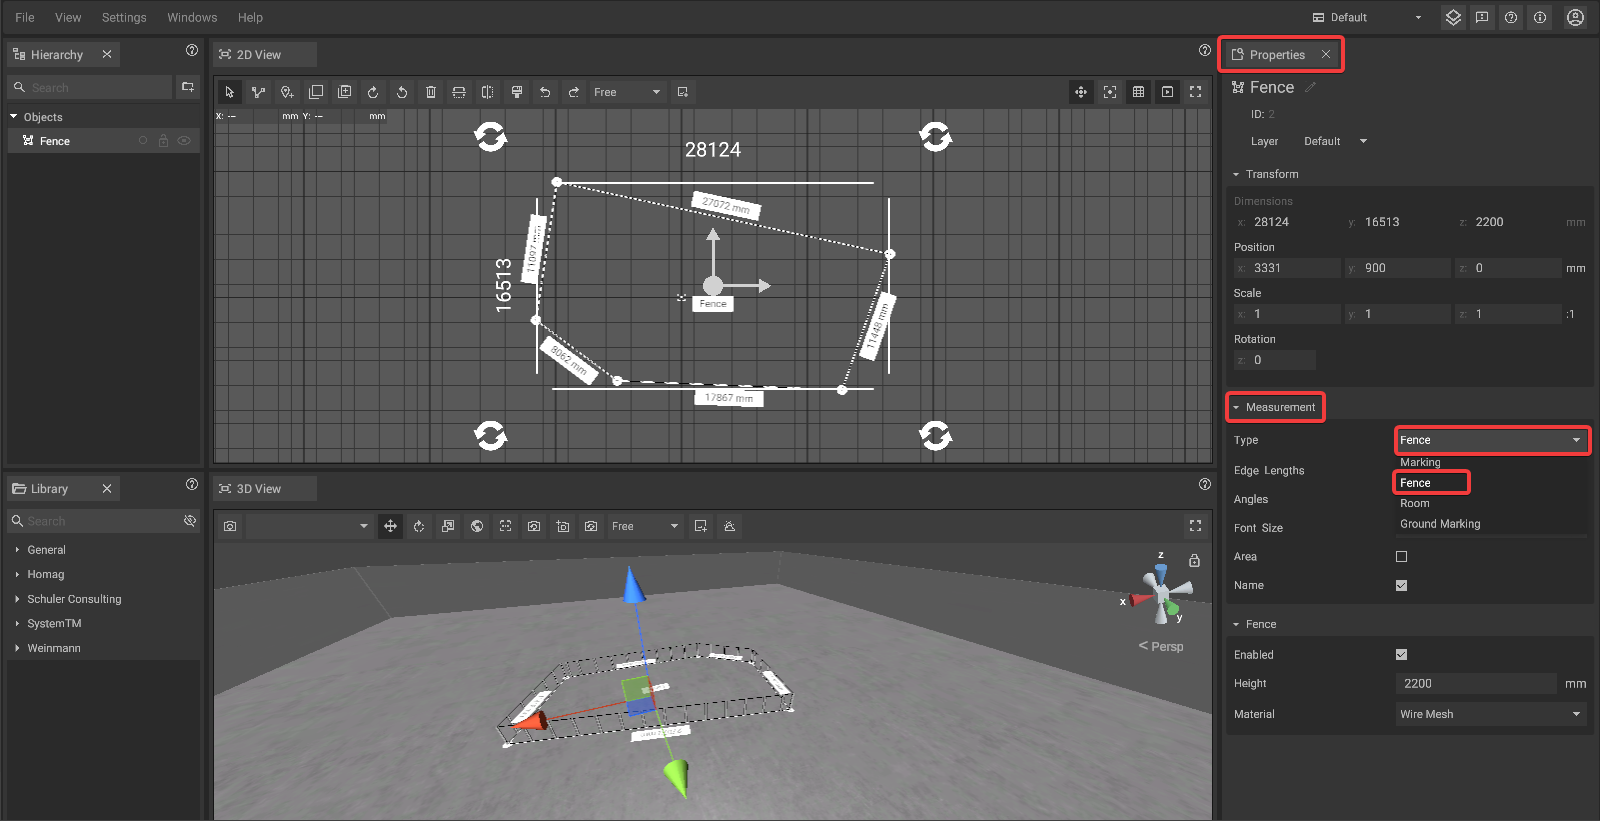 File View Settings Windows Help Default
Hierarchy
Search
Objects
Fence
2D View
Free
X: -- mm Y: -- mm
28124
27072 mm
11097 mm
16513
Fence
11448 mm
8062 mm
17867 mm
Library
Search
General
Homag
Schuler Consulting
SystemTM
Weinmann
3D View
Free
z
x
y
< Persp
Properties
Fence
ID: 2
Layer Default
Transform
Dimensions
x: 28124 y: 16513 z: 2200 mm
Position
x: 3331 y: 900 z: 0 mm
Scale
x: 1 y: 1 z: 1 :1
Rotation
z: 0
Measurement
Type Fence
Marking
Edge Lengths
Fence
Angles
Room
Font Size
Ground Marking
Area
Name
Fence
Enabled
Height 2200 mm
Material Wire Mesh